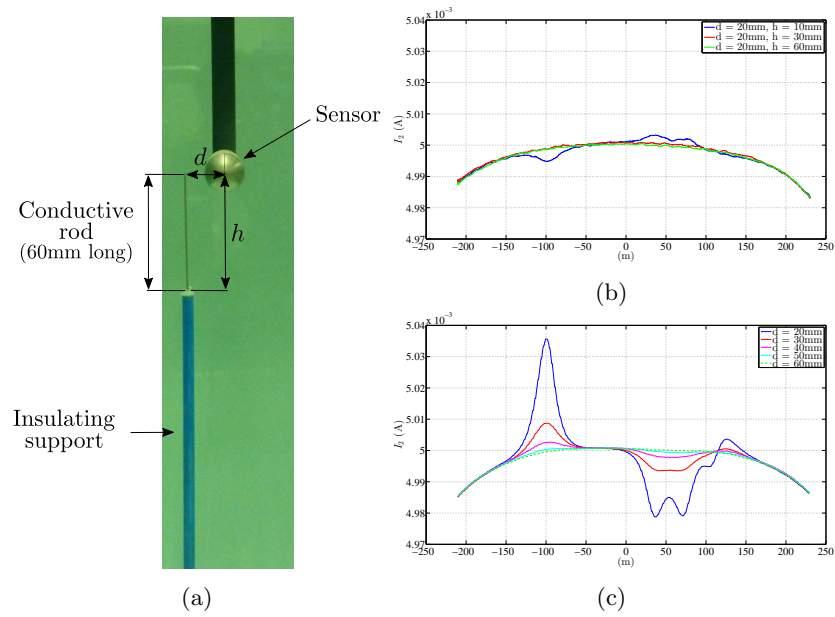 Sensor
d
Conductive
rod
(60mm long)
h
Insulating
support
(a)
x 10⁻³
5.04
5.03
5.02
5.01
5
4.99
4.98
4.97
I₂ (A)
d = 20mm, h = 10mm
d = 20mm, h = 30mm
d = 20mm, h = 60mm
−250 −200 −150 −100 −50 0 50 100 150 200 250
(m)
(b)
x 10⁻³
5.04
5.03
5.02
5.01
5
4.99
4.98
4.97
I₂ (A)
d = 20mm
d = 30mm
d = 40mm
d = 50mm
d = 60mm
−250 −200 −150 −100 −50 0 50 100 150 200 250
(m)
(c)